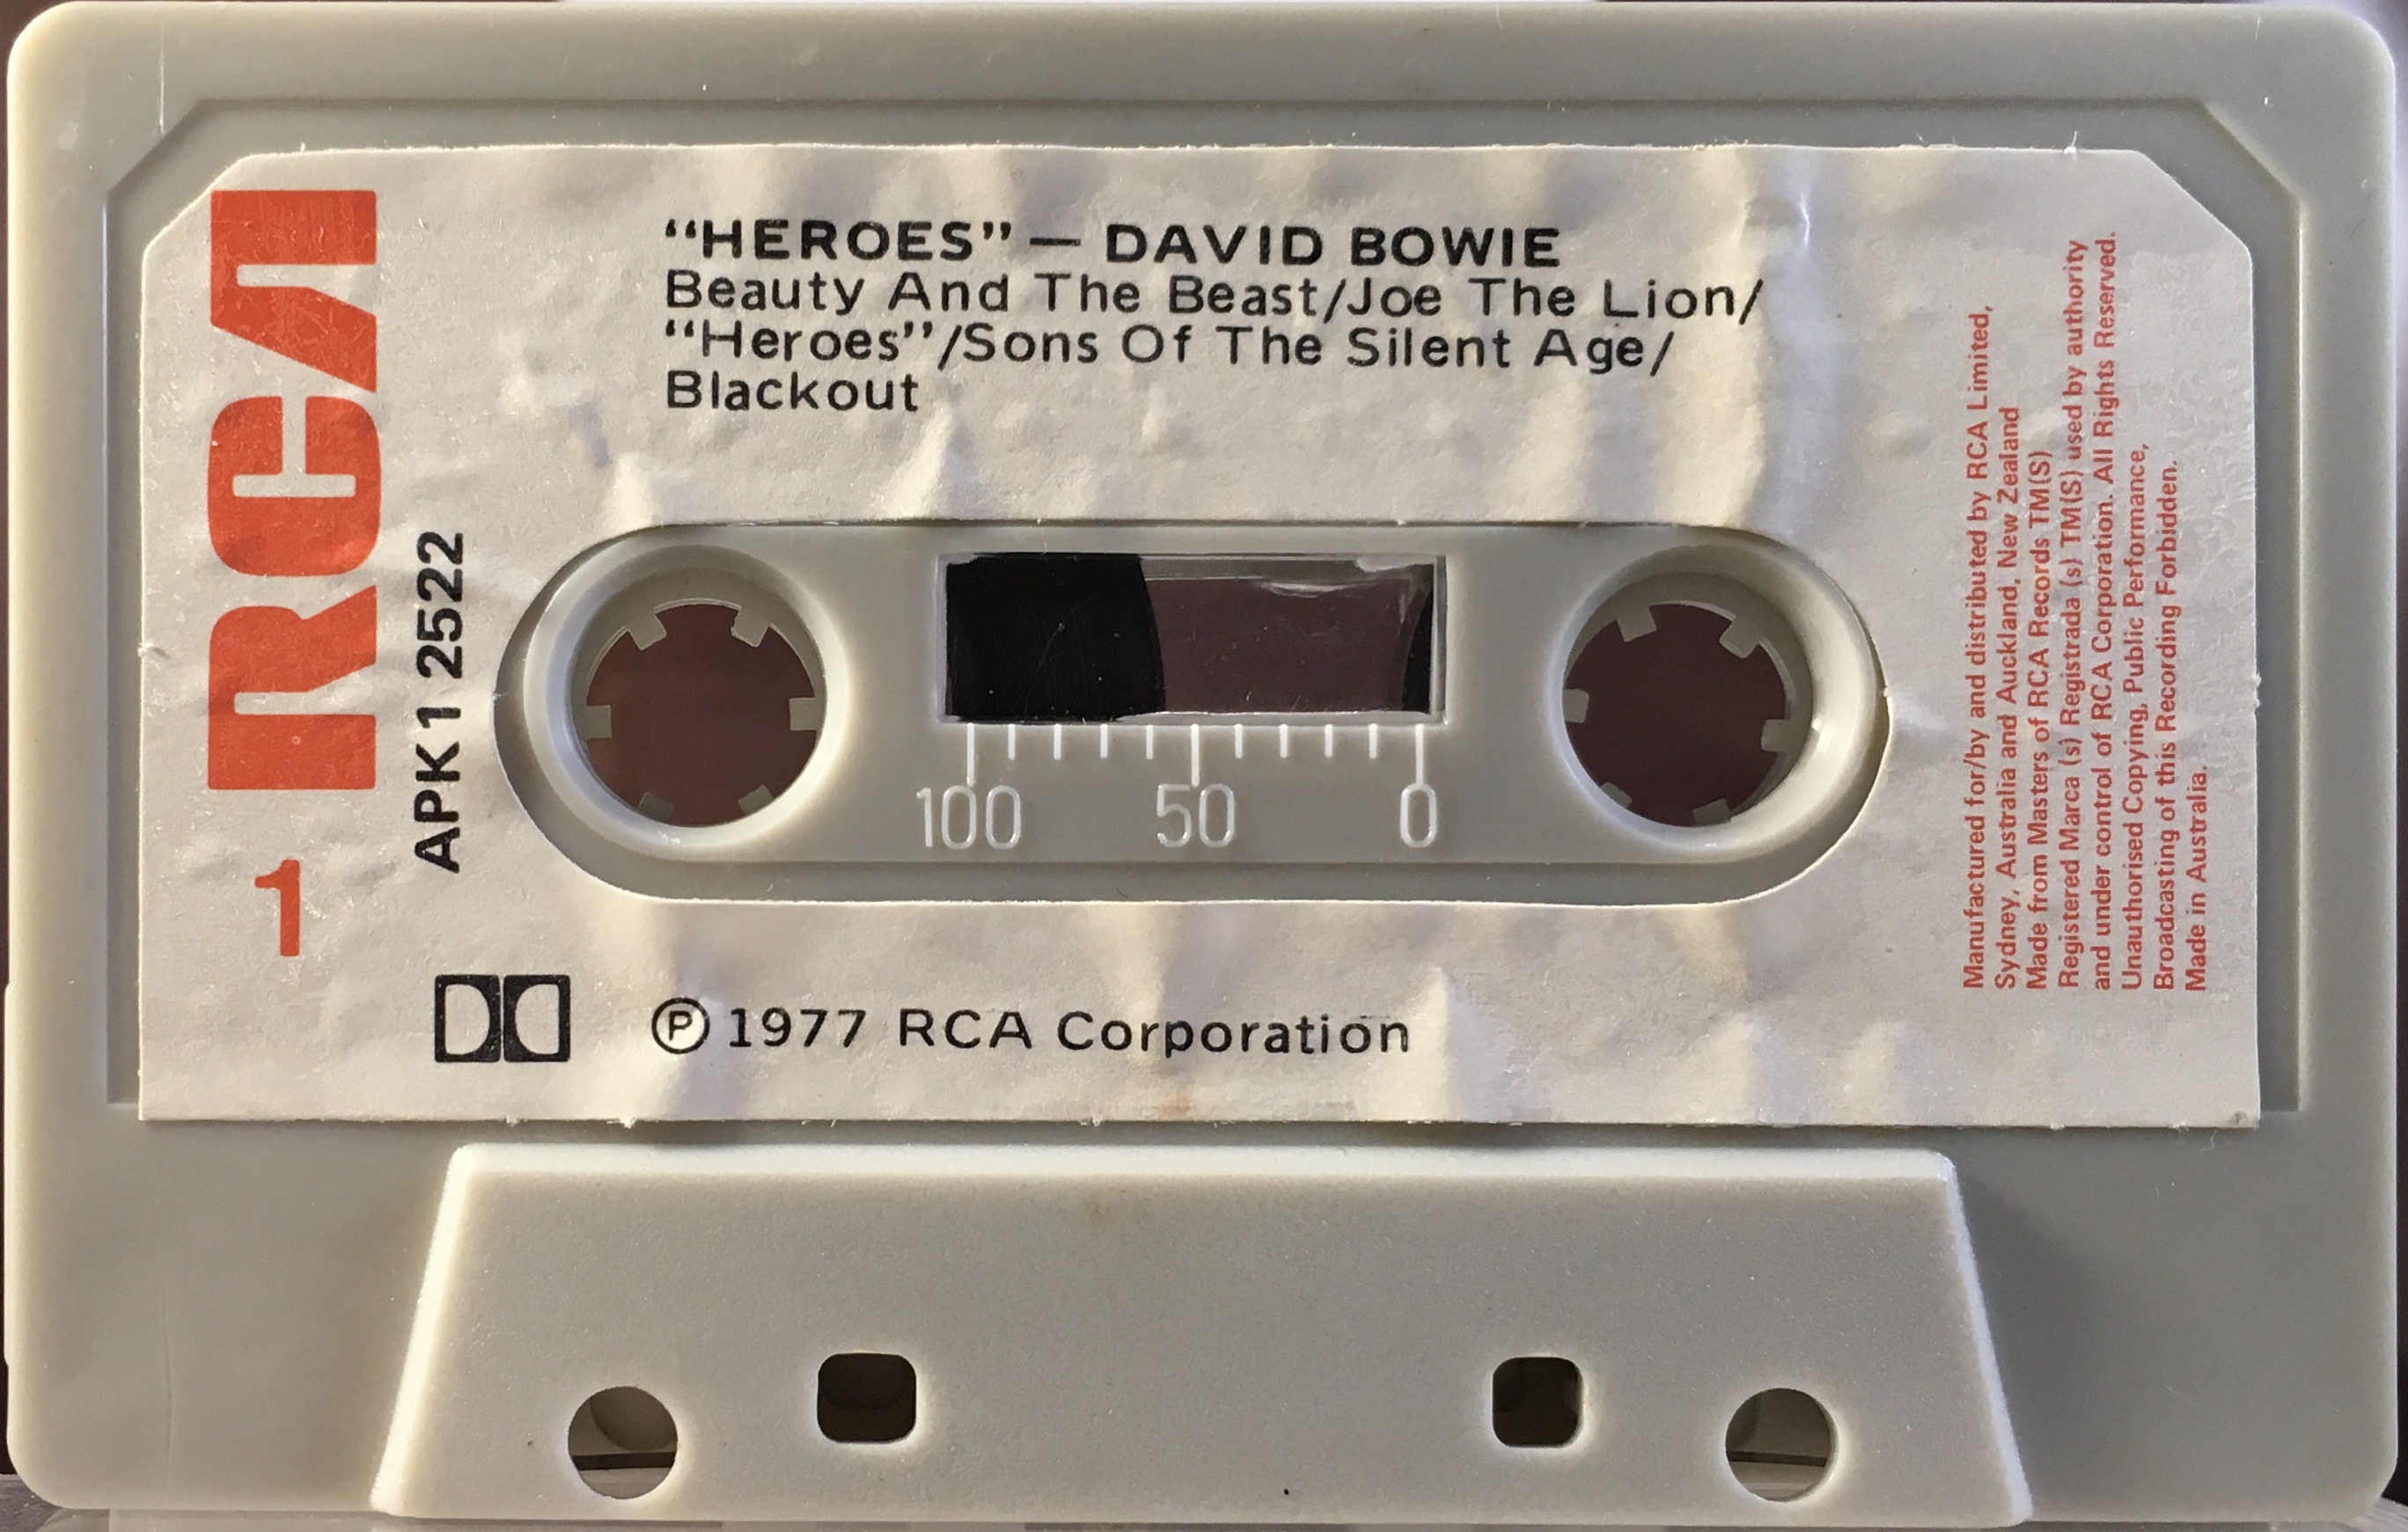 RCA
1
APK1 2522
“HEROES” — DAVID BOWIE
Beauty And The Beast/Joe The Lion/
“Heroes”/Sons Of The Silent Age/
Blackout
100 50 0
Ⓟ 1977 RCA Corporation
Manufactured for/by and distributed by RCA Limited,
Sydney, Australia and Auckland, New Zealand
Made from Masters of RCA Records TM(S)
Registered Marca (s) Registrada (s) TM(S) used by authority
and under control of RCA Corporation. All Rights Reserved.
Unauthorised Copying, Public Performance,
Broadcasting of this Recording Forbidden.
Made in Australia.